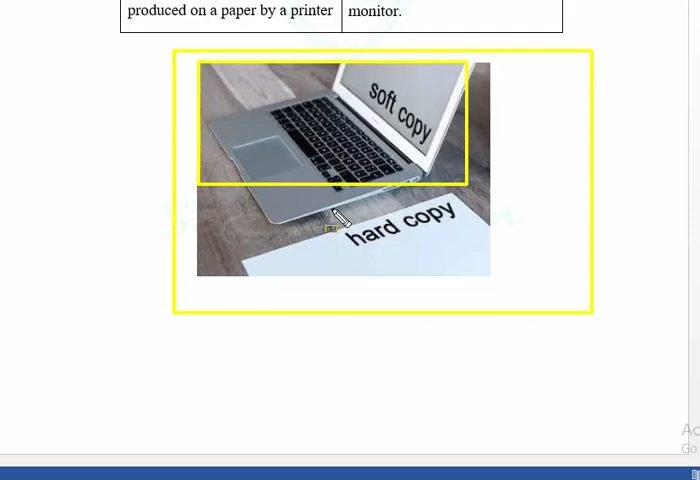 produced on a paper by a printer
monitor.
soft copy
hard copy